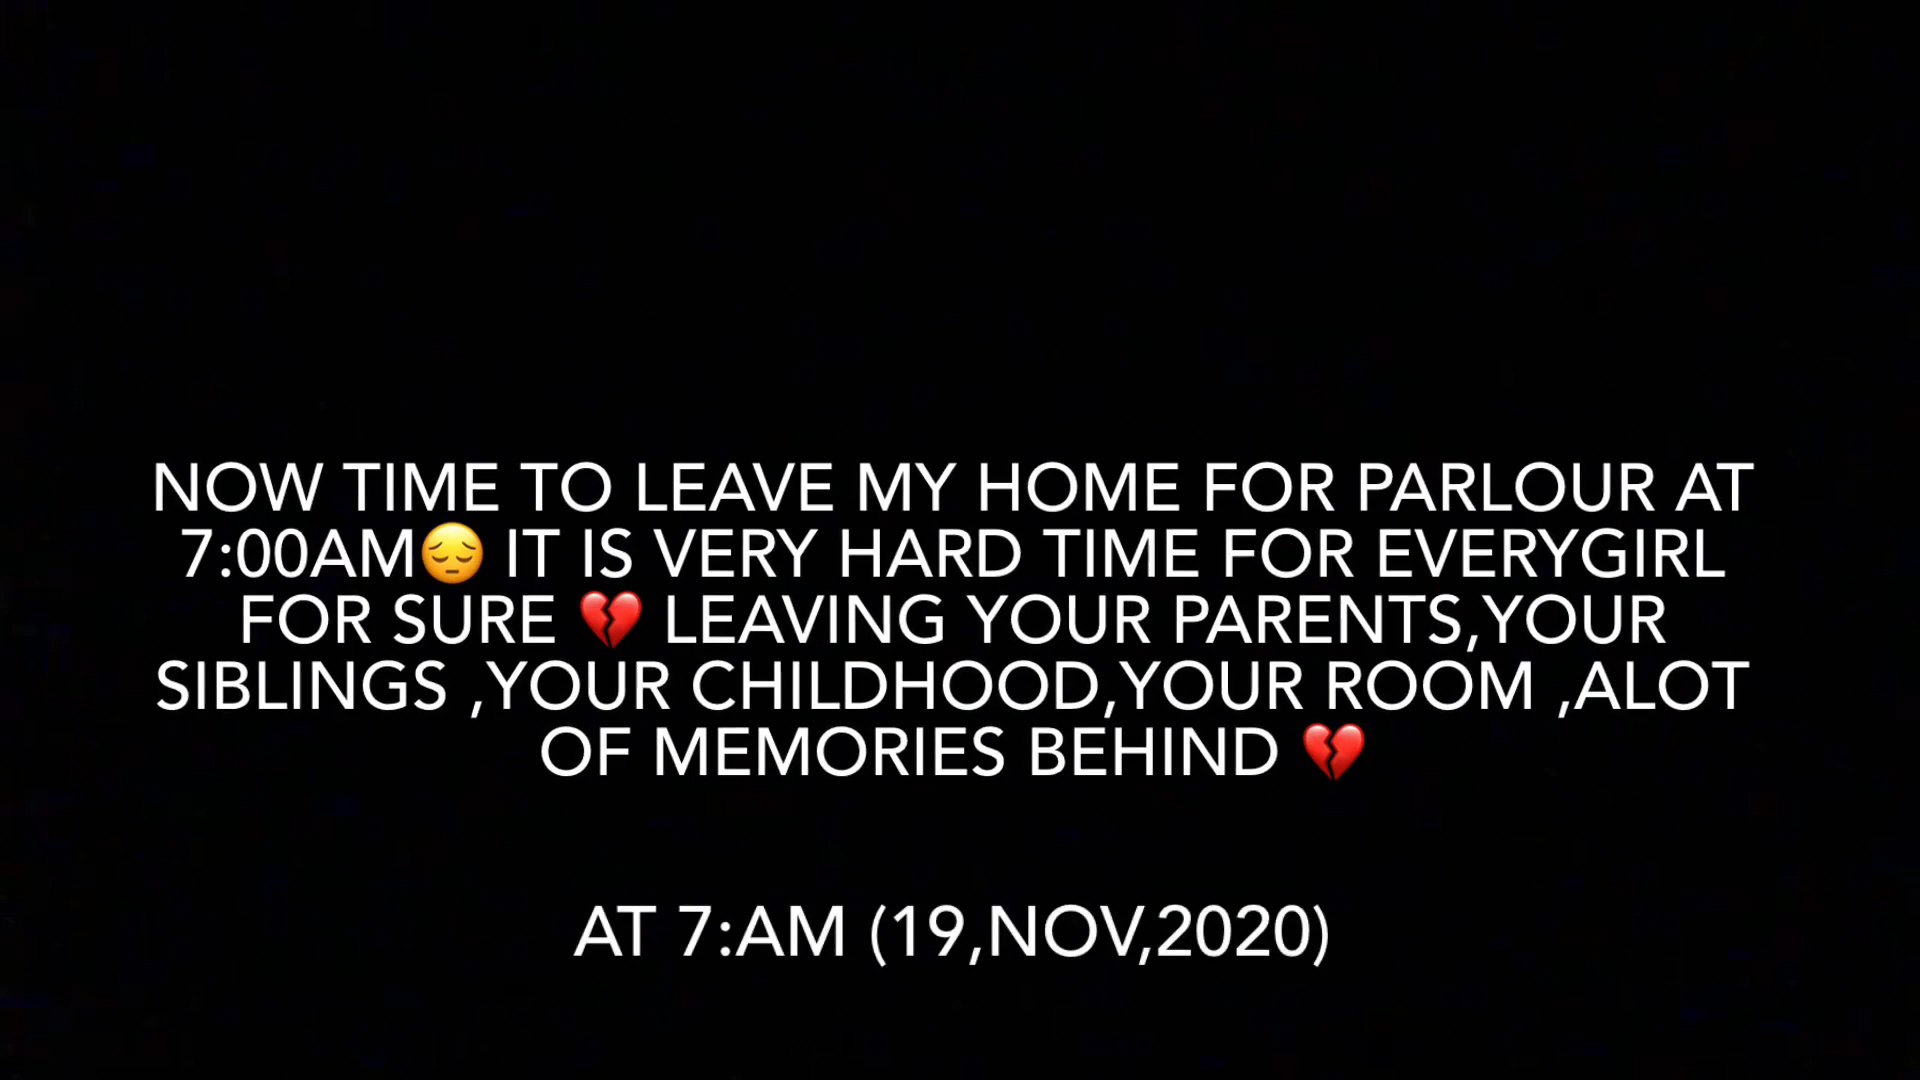 NOW TIME TO LEAVE MY HOME FOR PARLOUR AT
7:00AM😔 IT IS VERY HARD TIME FOR EVERYGIRL
FOR SURE 💔 LEAVING YOUR PARENTS,YOUR
SIBLINGS ,YOUR CHILDHOOD,YOUR ROOM ,ALOT
OF MEMORIES BEHIND 💔
AT 7:AM (19,NOV,2020)